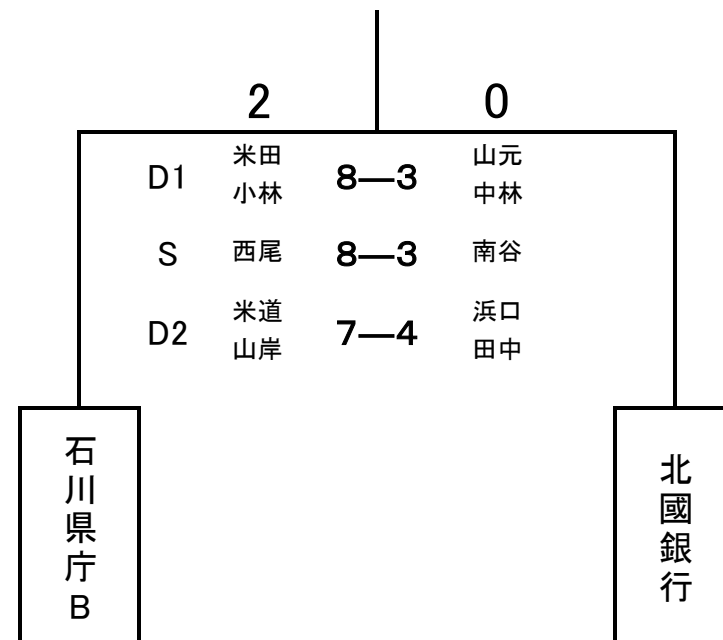 2 0
D1 米田 小林 8―3 山元 中林
S 西尾 8―3 南谷
D2 米道 山岸 7―4 浜口 田中
石川県庁B
北國銀行